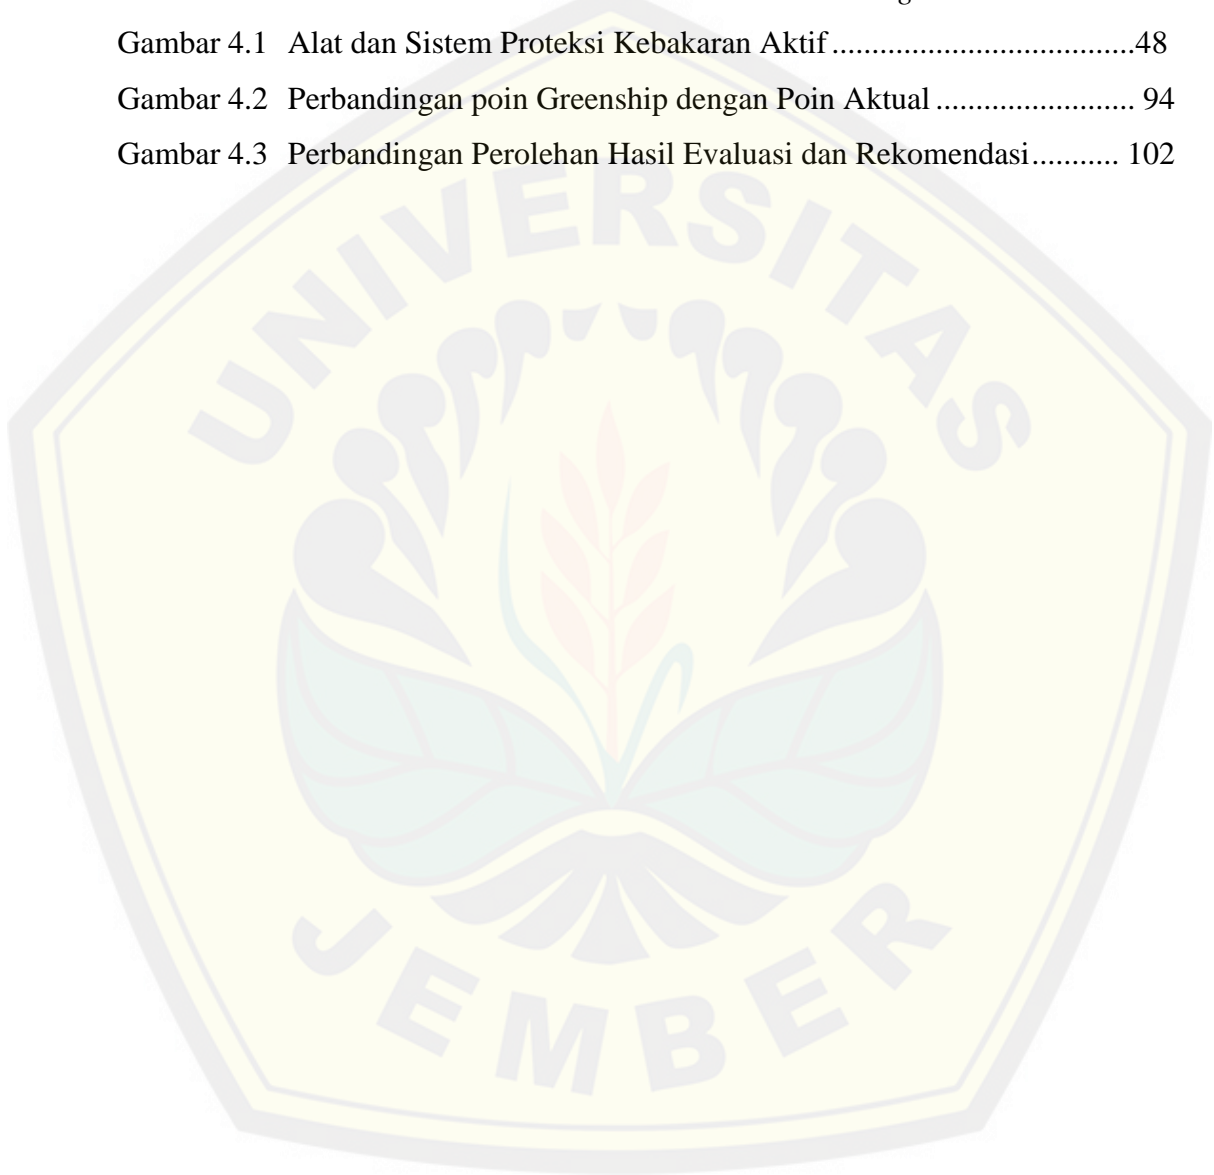 Gambar 4.1 Alat dan Sistem Proteksi Kebakaran Aktif ......................................48
Gambar 4.2 Perbandingan poin Greenship dengan Poin Aktual ......................... 94
Gambar 4.3 Perbandingan Perolehan Hasil Evaluasi dan Rekomendasi........... 102
UNIVERSITAS
JEMBER